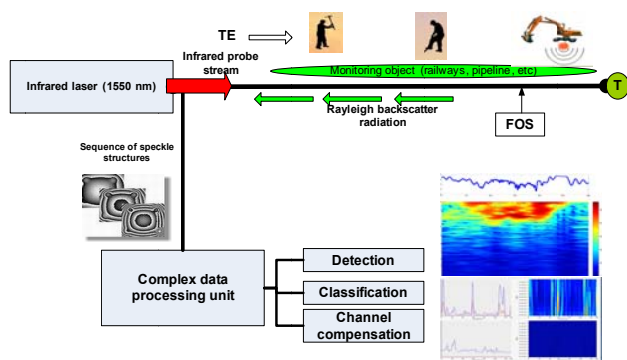 TE
Infrared probe
stream
Monitoring object (railways, pipeline, etc)
Infrared laser (1550 nm)
T
Rayleigh backscatter
radiation
FOS
Sequence of speckle
structures
Complex data
processing unit
Detection
Classification
Channel
compensation